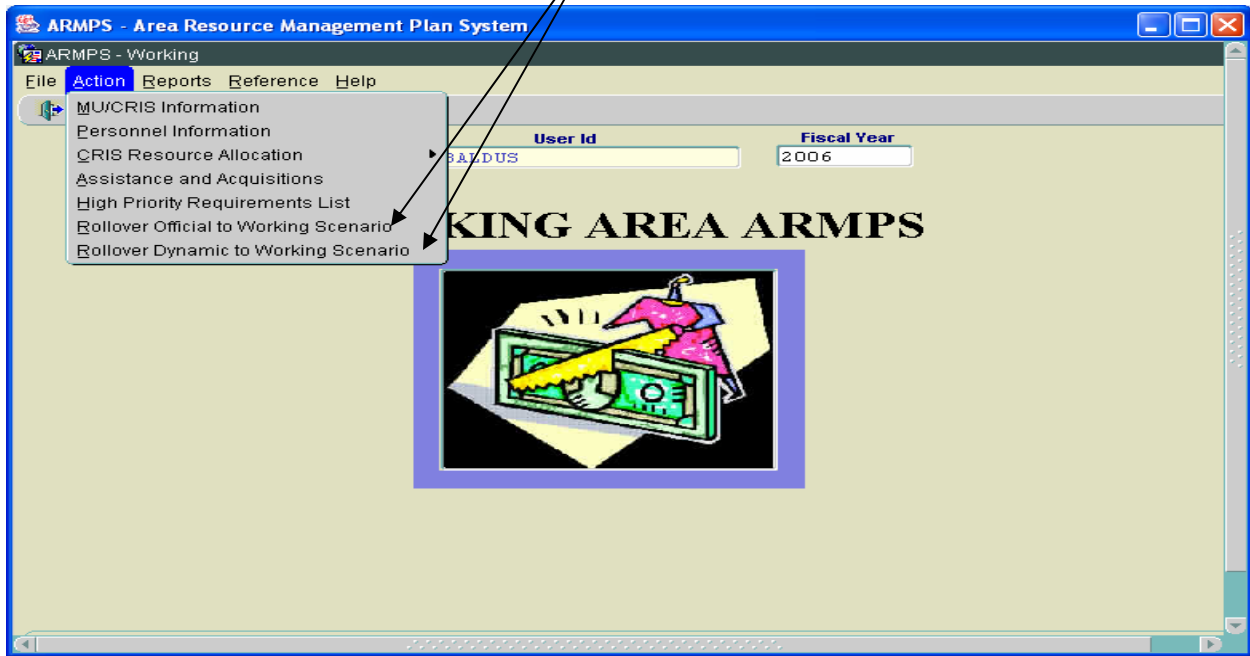 ARMPS - Area Resource Management Plan System
ARMPS - Working
File Action Reports Reference Help
MU/CRIS Information
Personnel Information
CRIS Resource Allocation
Assistance and Acquisitions
High Priority Requirements List
Rollover Official to Working Scenario
Rollover Dynamic to Working Scenario
User Id Fiscal Year
BALDUS 2006
KING AREA ARMPS